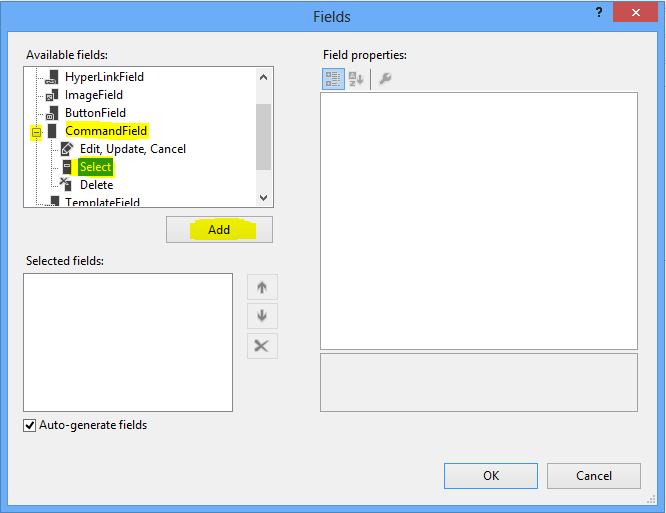 Fields
?
Available fields:
HyperLinkField
ImageField
ButtonField
CommandField
Edit, Update, Cancel
Select
Delete
TemplateField
Add
Selected fields:
Auto-generate fields
Field properties:
OK
Cancel